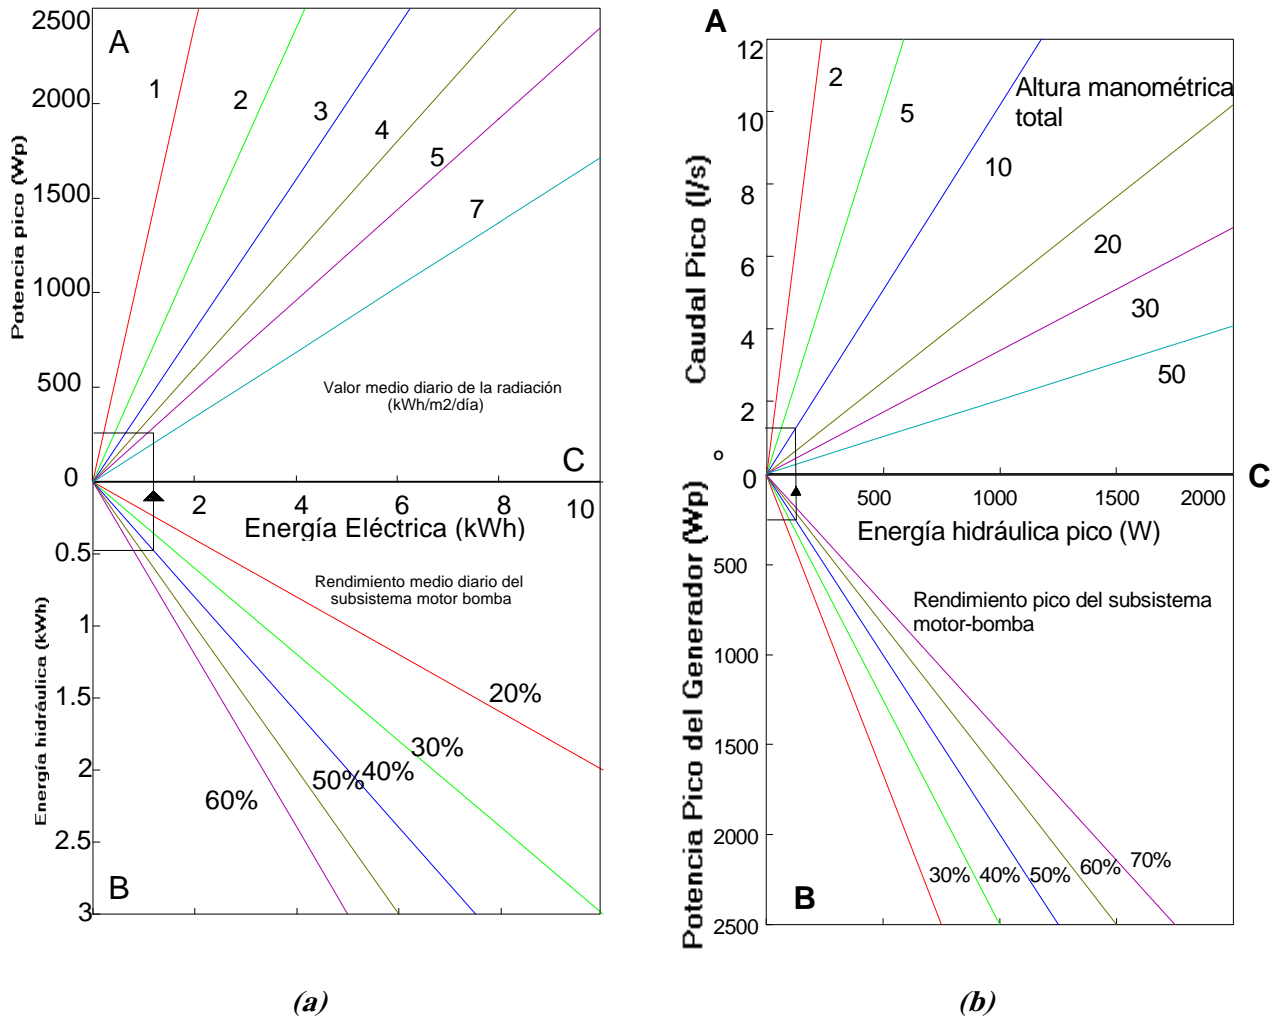 A
2500
2000
1500
1000
500
0
Potencia pico (Wp)
1
2
3
4
5
7
Valor medio diario de la radiación
(kWh/m2/día)
C
2
4
6
8
10
Energía Eléctrica (kWh)
0.5
1
1.5
2
2.5
3
Energía hidráulica (kWh)
Rendimiento medio diario del
subsistema motor bomba
20%
30%
40%
50%
60%
B
(a)
A
12
10
8
6
4
2
0
Caudal Pico (l/s)
2
5
10
20
30
50
Altura manométrica
total
C
500
1000
1500
2000
Energía hidráulica pico (W)
500
1000
1500
2000
2500
Potencia Pico del Generador (Wp)
Rendimiento pico del subsistema
motor-bomba
30%
40%
50%
60%
70%
B
(b)